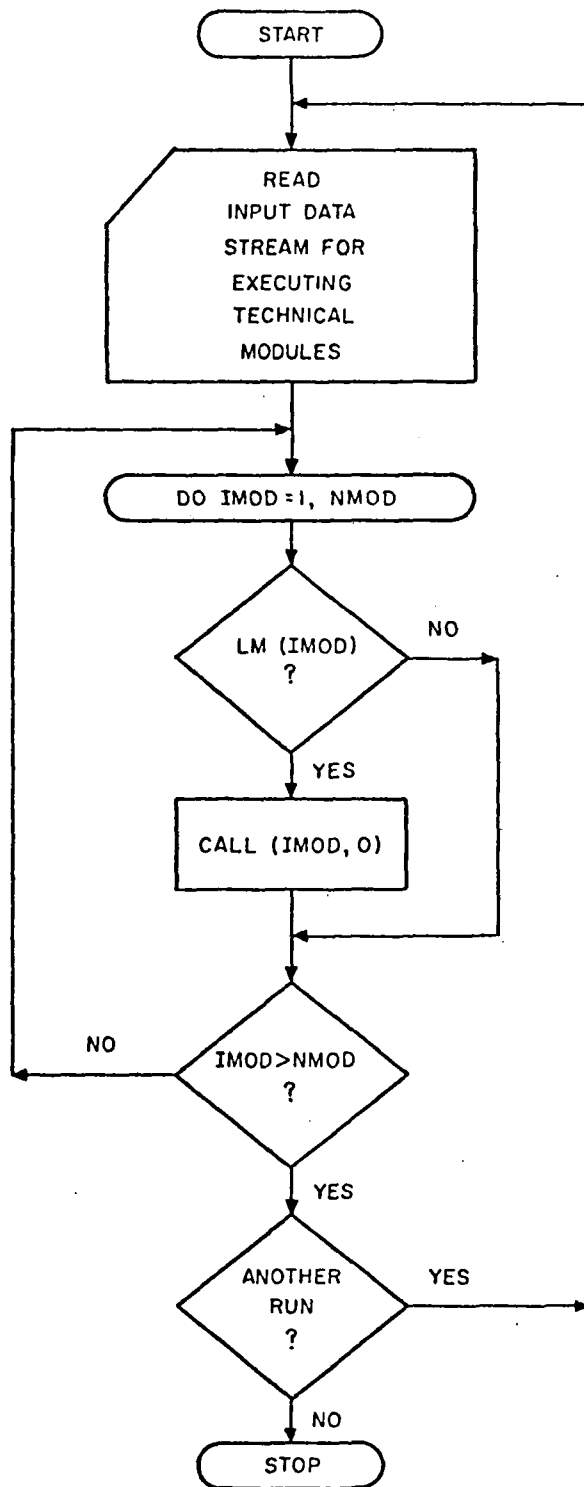 START
READ
INPUT DATA
STREAM FOR
EXECUTING
TECHNICAL
MODULES
DO IMOD=1, NMOD
LM (IMOD)
?
NO
YES
CALL (IMOD, 0)
IMOD>NMOD
?
NO
YES
ANOTHER
RUN
?
YES
NO
STOP